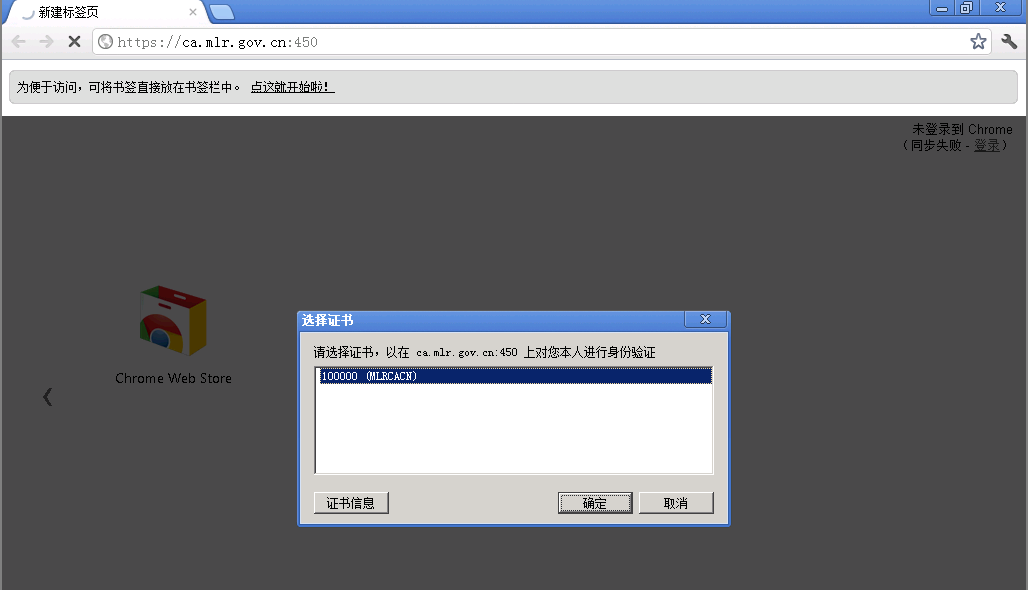 新建标签页
https://ca.mlr.gov.cn:450
为便于访问，可将书签直接放在书签栏中。 点这就开始啦！
未登录到 Chrome
（同步失败 - 登录）
Chrome Web Store
选择证书
请选择证书，以在 ca.mlr.gov.cn:450 上对您本人进行身份验证
100000 (MLRCACN)
证书信息 确定 取消